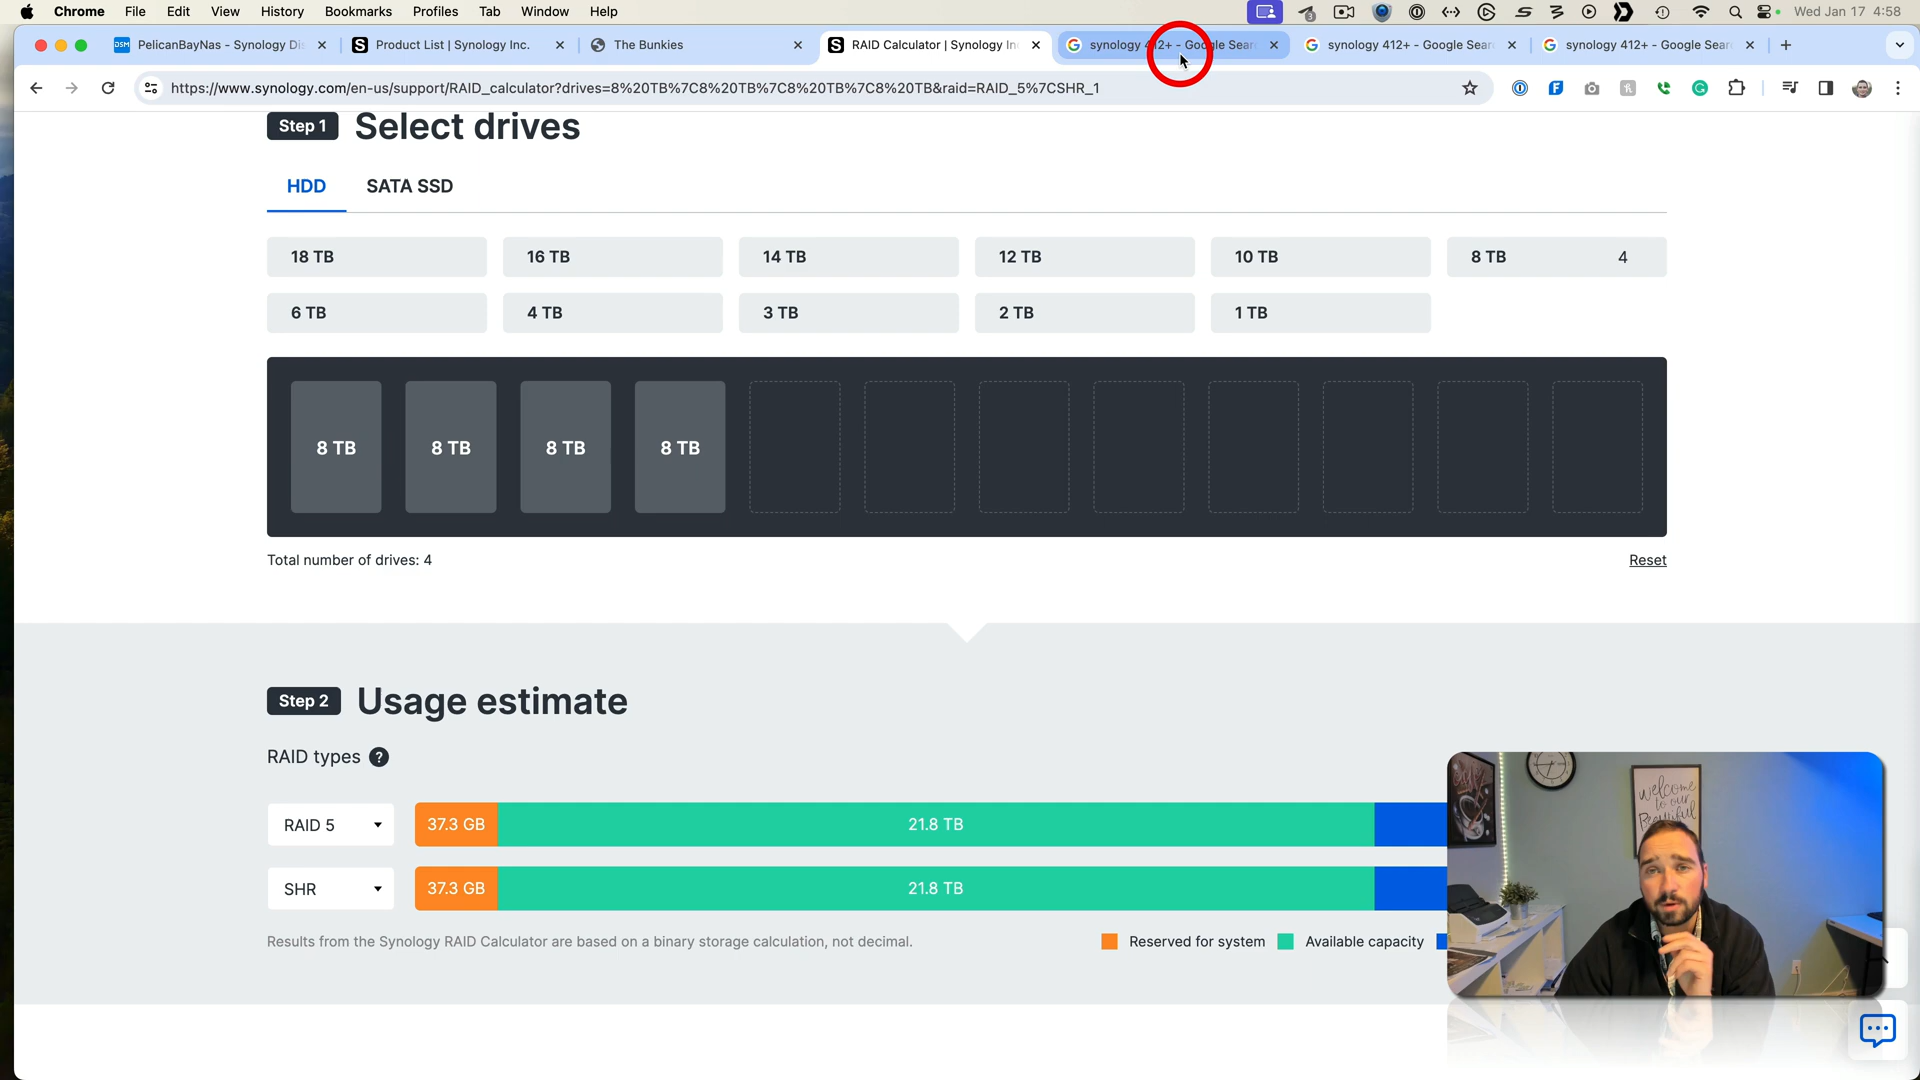 Chrome File Edit View History Bookmarks Profiles Tab Window Help Wed Jan 17 4:58
PelicanBayNas - Synology Di Product List | Synology Inc. The Bunkies RAID Calculator | Synology In synology 412+ - Google Sear synology 412+ - Google Sear synology 412+ - Google Sear
https://www.synology.com/en-us/support/RAID_calculator?drives=8%20TB%7C8%20TB%7C8%20TB%7C8%20TB&raid=RAID_5%7CSHR_1
Step 1 Select drives
HDD SATA SSD
18 TB 16 TB 14 TB 12 TB 10 TB 8 TB 4
6 TB 4 TB 3 TB 2 TB 1 TB
8 TB 8 TB 8 TB 8 TB
Total number of drives: 4 Reset
Step 2 Usage estimate
RAID types ?
RAID 5 37.3 GB 21.8 TB
SHR 37.3 GB 21.8 TB
Results from the Synology RAID Calculator are based on a binary storage calculation, not decimal. Reserved for system Available capacity
welcome
to our
Beautiful